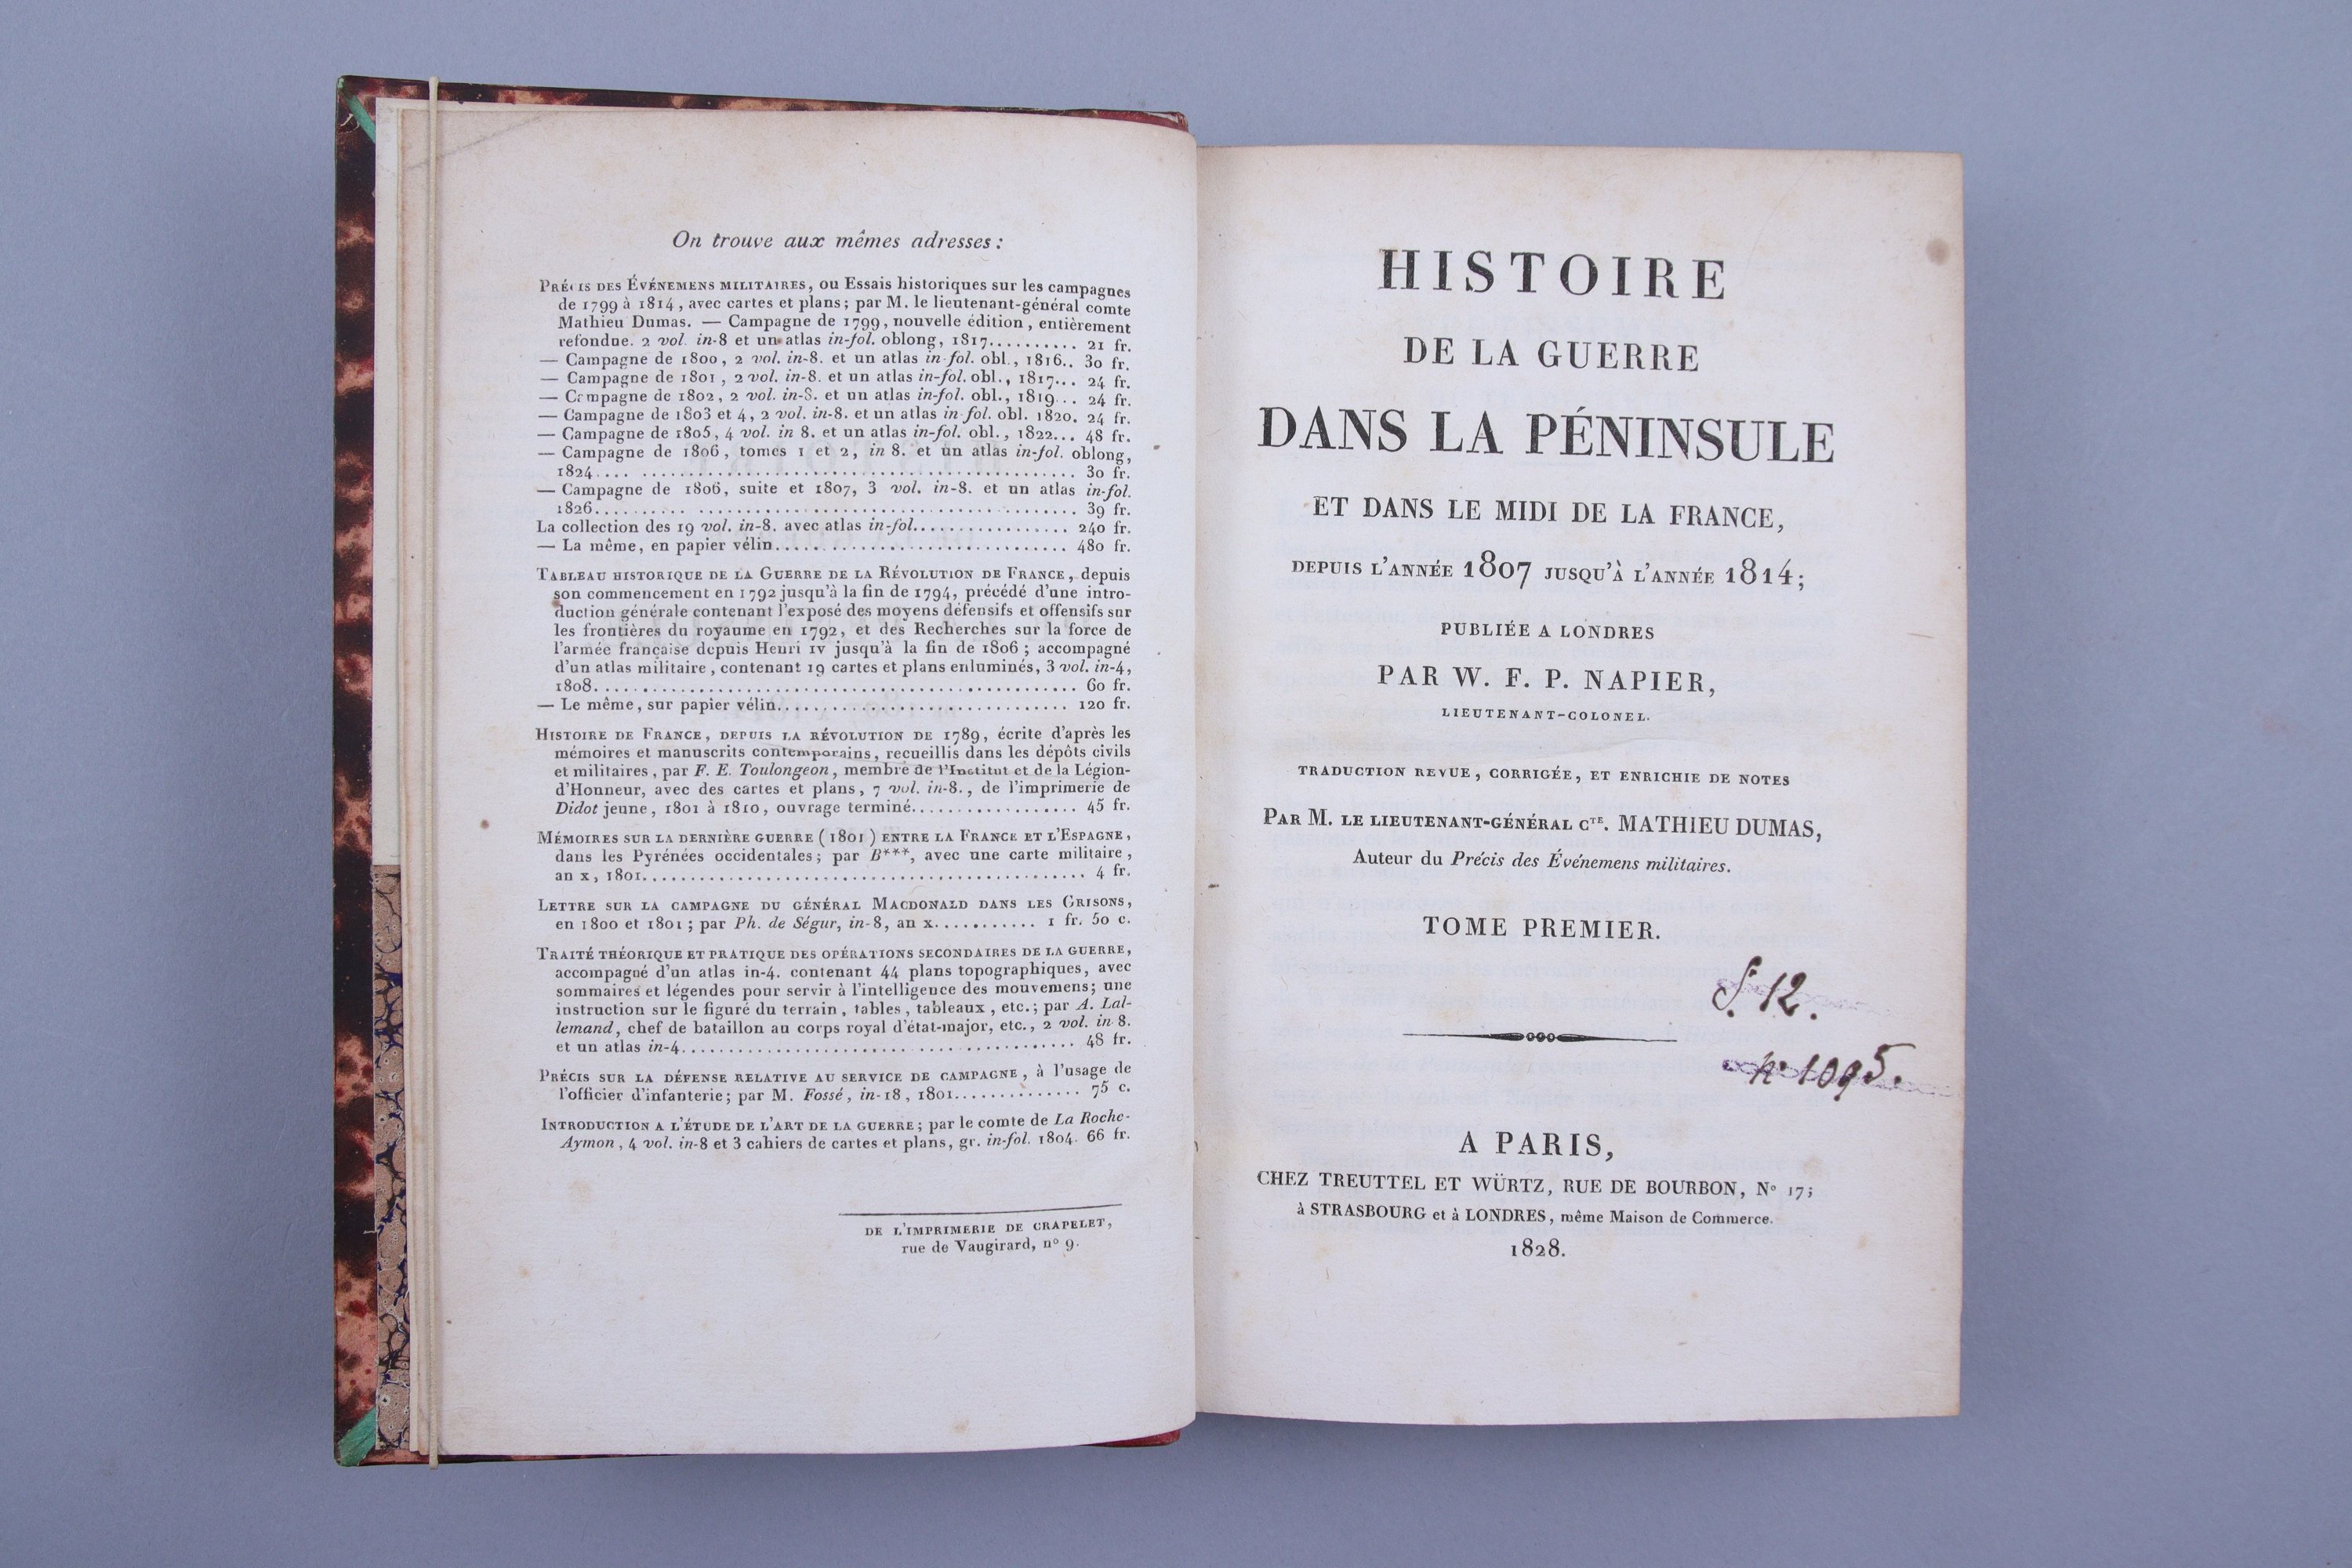 On trouve aux mêmes adresses :
PRÉCIS DES ÉVÉNEMENS MILITAIRES, ou Essais historiques sur les campagnes
de 1799 à 1814, avec cartes et plans; par M. le lieutenant-général comte
Mathieu Dumas. — Campagne de 1799, nouvelle édition, entièrement
refondue. 2 vol. in-8 et un atlas in-fol. oblong, 1817.......... 21 fr.
— Campagne de 1800, 2 vol. in-8. et un atlas in-fol. obl., 1816.. 30 fr.
— Campagne de 1801, 2 vol. in-8. et un atlas in-fol. obl., 1817... 24 fr.
— Campagne de 1802, 2 vol. in-8. et un atlas in-fol. obl., 1819... 24 fr.
— Campagne de 1803 et 4, 2 vol. in-8. et un atlas in-fol. obl. 1820. 24 fr.
— Campagne de 1805, 4 vol. in 8. et un atlas in-fol. obl., 1822... 48 fr.
— Campagne de 1806, tomes 1 et 2, in 8. et un atlas in-fol. oblong,
1824.... ............................................. 30 fr.
— Campagne de 1806, suite et 1807, 3 vol. in-8. et un atlas in-fol.
1826.......... ....................................... 39 fr.
La collection des 19 vol. in-8. avec atlas in-fol................. 240 fr.
— La même, en papier vélin............................... 480 fr.
TABLEAU HISTORIQUE DE LA GUERRE DE LA RÉVOLUTION DE FRANCE, depuis
son commencement en 1792 jusqu'à la fin de 1794, précédé d'une intro-
duction générale contenant l'exposé des moyens défensifs et offensifs sur
les frontières du royaume en 1792, et des Recherches sur la force de
l'armée française depuis Henri IV jusqu'à la fin de 1806; accompagné
d'un atlas militaire, contenant 19 cartes et plans enluminés, 3 vol. in-4,
1808.................................................. 60 fr.
— Le même, sur papier vélin............................... 120 fr.
HISTOIRE DE FRANCE, DEPUIS LA RÉVOLUTION DE 1789, écrite d'après les
mémoires et manuscrits contemporains, recueillis dans les dépôts civils
et militaires, par F. E. Toulongeon, membre de l'Institut et de la Légion-
d'Honneur, avec des cartes et plans, 7 vol. in-8., de l'imprimerie de
Didot jeune, 1801 à 1810, ouvrage terminé.................. 45 fr.
MÉMOIRES SUR LA DERNIÈRE GUERRE (1801) ENTRE LA FRANCE ET L'ESPAGNE,
dans les Pyrénées occidentales; par B***, avec une carte militaire,
an X, 1801................................................ 4 fr.
LETTRE SUR LA CAMPAGNE DU GÉNÉRAL MACDONALD DANS LES GRISONS,
en 1800 et 1801; par Ph. de Ségur, in-8, an X........... 1 fr. 50 c.
TRAITÉ THÉORIQUE ET PRATIQUE DES OPÉRATIONS SECONDAIRES DE LA GUERRE,
accompagné d'un atlas in-4. contenant 44 plans topographiques, avec
sommaires et légendes pour servir à l'intelligence des mouvemens; une
instruction sur le figuré du terrain, tables, tableaux, etc.; par A. Lal-
lemand, chef de bataillon au corps royal d'état-major, etc., 2 vol. in 8.
et un atlas in-4......................................... 48 fr.
PRÉCIS SUR LA DÉFENSE RELATIVE AU SERVICE DE CAMPAGNE, à l'usage de
l'officier d'infanterie; par M. Fossé, in-18, 1801.............. 75 c.
INTRODUCTION A L'ÉTUDE DE L'ART DE LA GUERRE; par le comte de La Roche-
Aymon, 4 vol. in-8 et 3 cahiers de cartes et plans, gr. in-fol. 1804. 66 fr.
DE L'IMPRIMERIE DE CRAPELET,
rue de Vaugirard, n° 9.
HISTOIRE
DE LA GUERRE
DANS LA PÉNINSULE
ET DANS LE MIDI DE LA FRANCE,
DEPUIS L'ANNÉE 1807 JUSQU'À L'ANNÉE 1814;
PUBLIÉE A LONDRES
PAR W. F. P. NAPIER,
LIEUTENANT-COLONEL.
TRADUCTION REVUE, CORRIGÉE, ET ENRICHIE DE NOTES
PAR M. LE LIEUTENANT-GÉNÉRAL CTE. MATHIEU DUMAS,
Auteur du Précis des Événemens militaires.
TOME PREMIER.
S. 12.
n° 1095.
A PARIS,
CHEZ TREUTTEL ET WÜRTZ, RUE DE BOURBON, N° 17;
à STRASBOURG et à LONDRES, même Maison de Commerce.
1828.